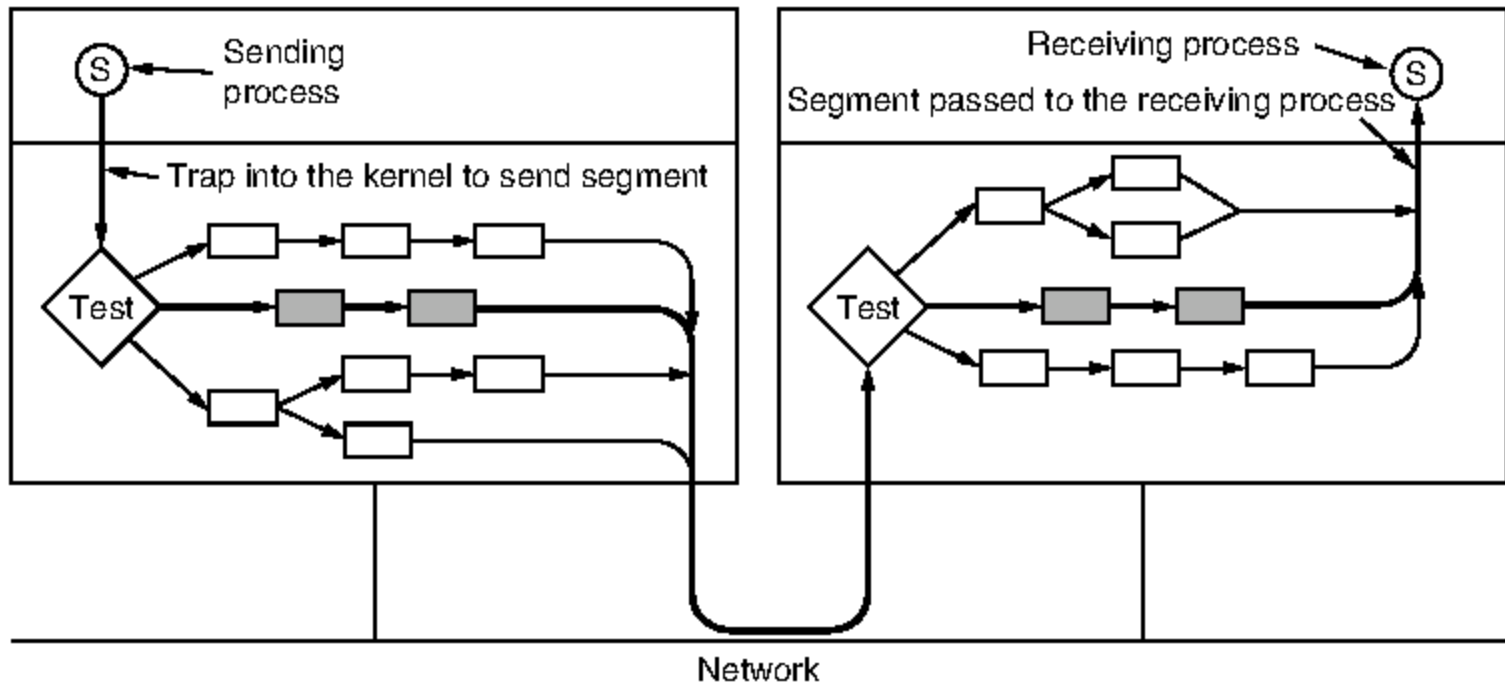 S
Sending
process
Trap into the kernel to send segment
Test
Receiving process
S
Segment passed to the receiving process
Test
Network